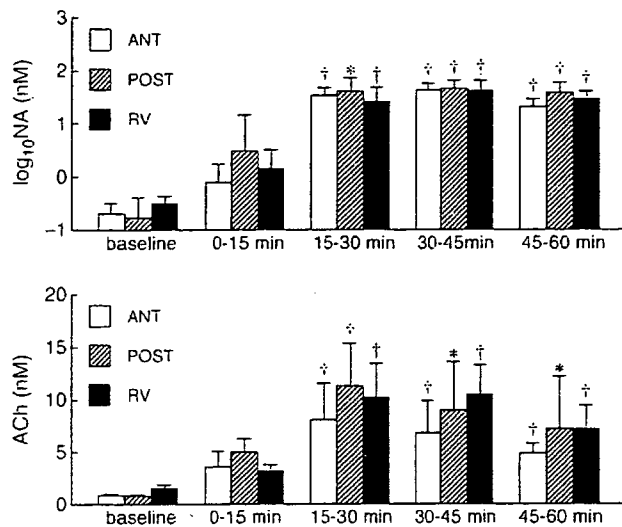 3
ANT
2
POST
1
RV
0
-1
log10NA (nM)
† * † † † † † † †
baseline 0-15 min 15-30 min 30-45min 45-60 min
20
ANT
15
POST
10
RV
5
0
ACh (nM)
† † † † * † † * †
baseline 0-15 min 15-30 min 30-45 min 45-60 min